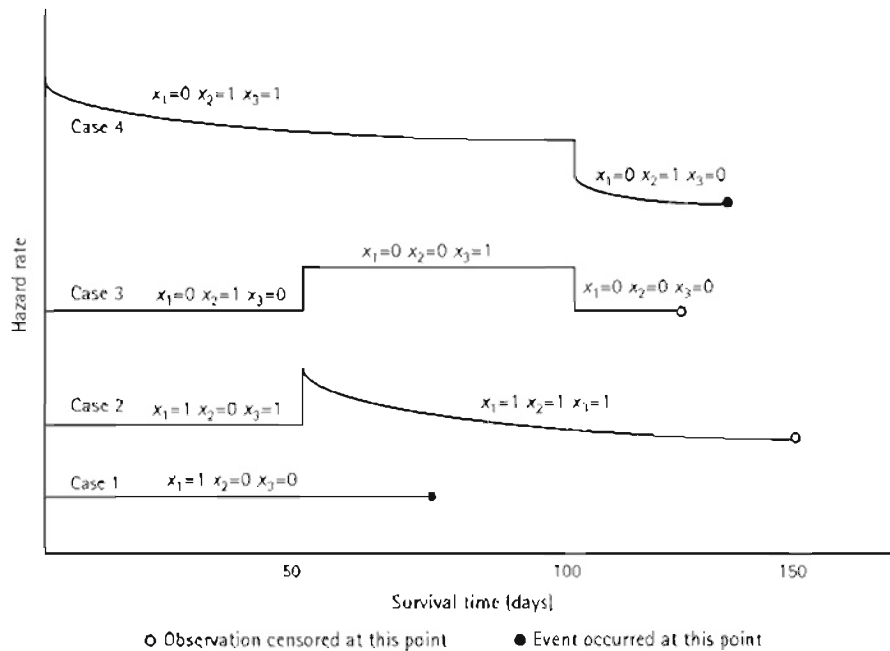 x₁=0 x₂=1 x₃=1
Case 4
x₁=0 x₂=1 x₃=0
x₁=0 x₂=0 x₃=1
Case 3 x₁=0 x₂=1 x₃=0
x₁=0 x₂=0 x₃=0
Hazard rate
Case 2 x₁=1 x₂=0 x₃=1
x₁=1 x₂=1 x₃=1
Case 1 x₁=1 x₂=0 x₃=0
50 100 150
Survival time (days)
Observation censored at this point Event occurred at this point